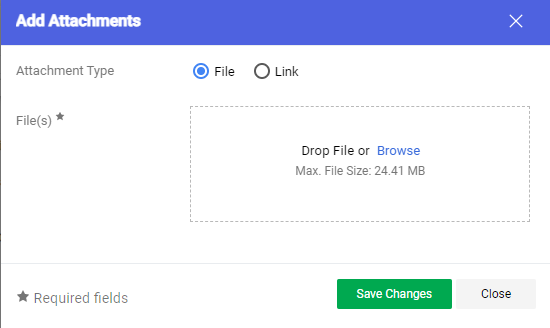 Add Attachments
Attachment Type
File
Link
File(s) ★
Drop File or Browse
Max. File Size: 24.41 MB
★ Required fields
Save Changes
Close